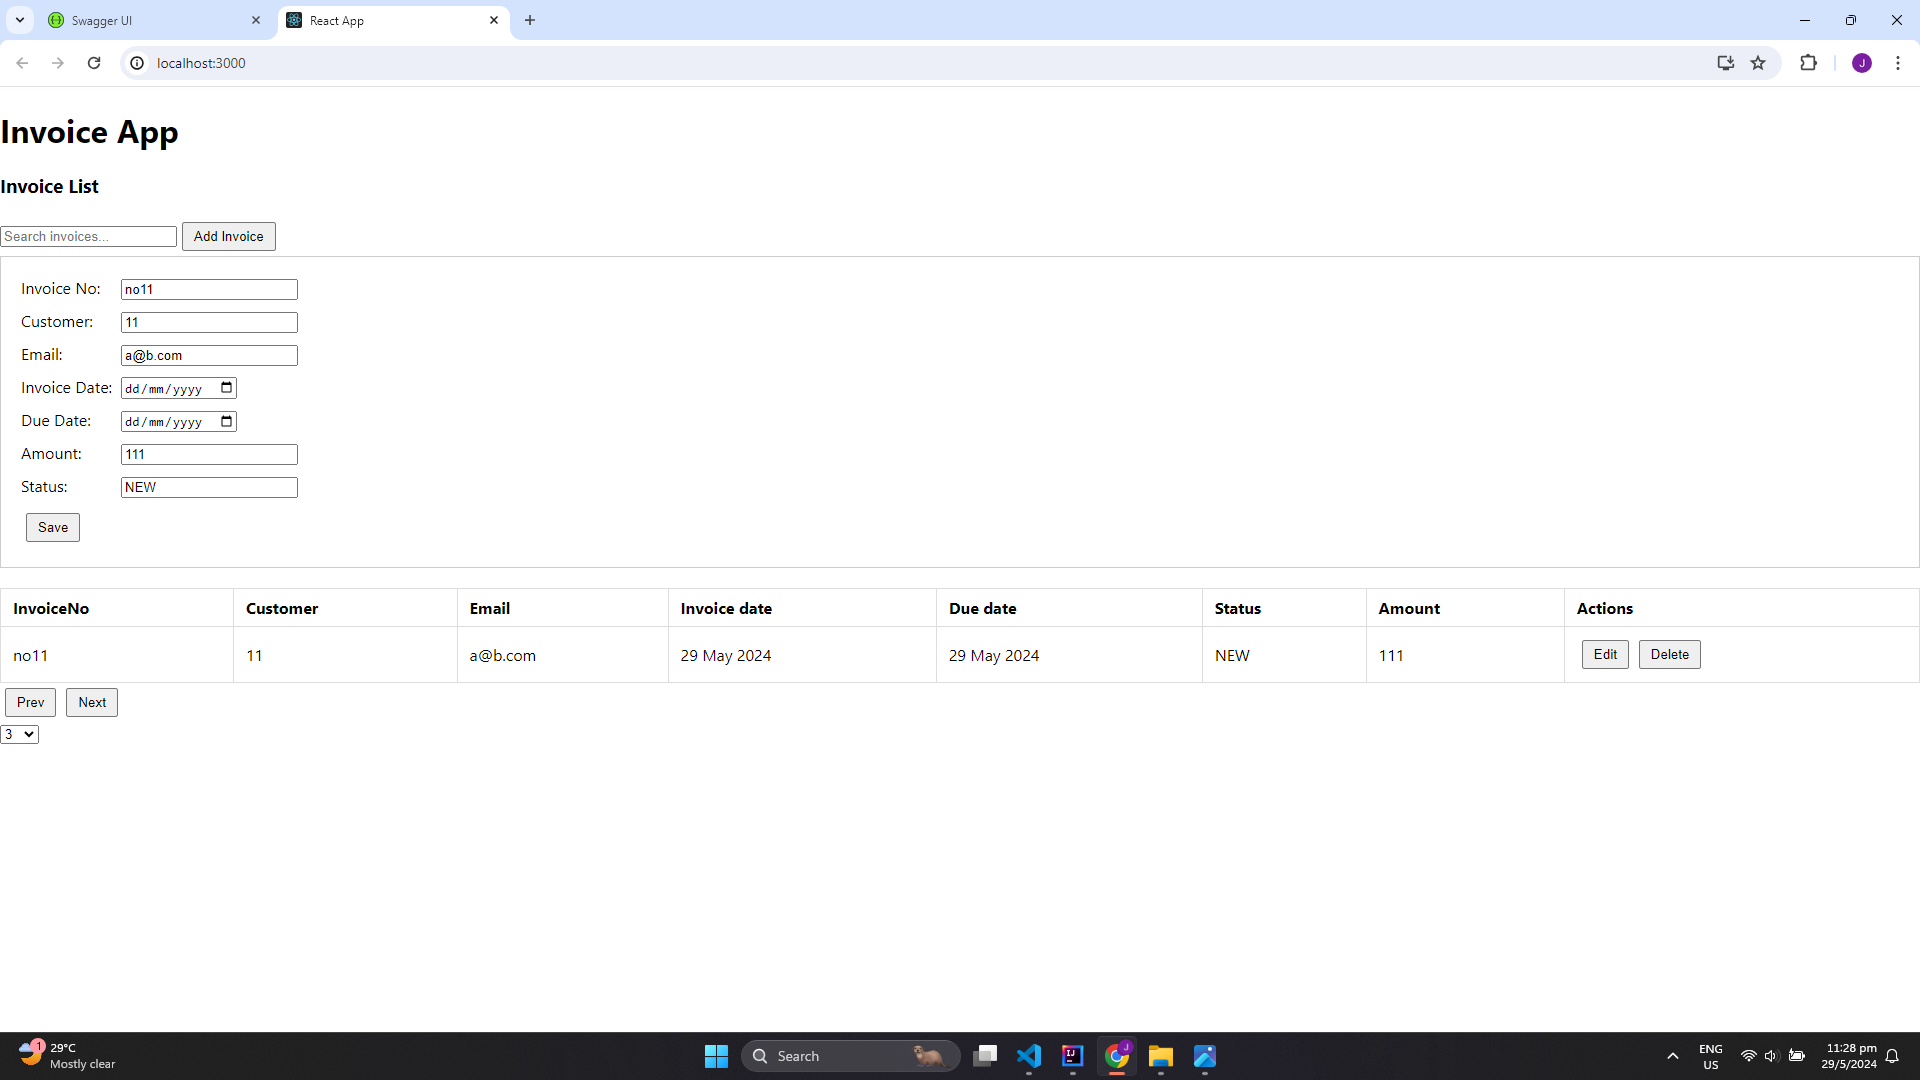 Swagger UI
React App
localhost:3000
J
Invoice App
Invoice List
Search invoices... Add Invoice
Invoice No: no11
Customer: 11
Email: a@b.com
Invoice Date: dd/mm/yyyy
Due Date: dd/mm/yyyy
Amount: 111
Status: NEW
Save
InvoiceNo Customer Email Invoice date Due date Status Amount Actions
no11 11 a@b.com 29 May 2024 29 May 2024 NEW 111 Edit Delete
Prev Next
3
1
29°C
Mostly clear
Search
IJ
J
ENG
US
11:28 pm
29/5/2024